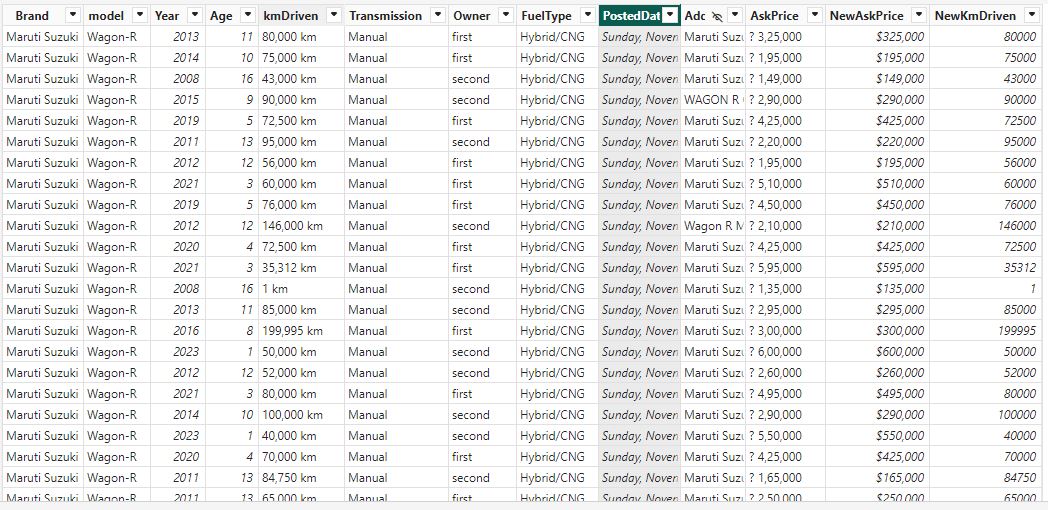 Brand model Year Age kmDriven Transmission Owner FuelType PostedDat Adc AskPrice NewAskPrice NewKmDriven
Maruti Suzuki Wagon-R 2013 11 80,000 km Manual first Hybrid/CNG Sunday, Noven Maruti Suzu ? 3,25,000 $325,000 80000
Maruti Suzuki Wagon-R 2014 10 75,000 km Manual first Hybrid/CNG Sunday, Noven Maruti Suzu ? 1,95,000 $195,000 75000
Maruti Suzuki Wagon-R 2008 16 43,000 km Manual second Hybrid/CNG Sunday, Noven Maruti Suzu ? 1,49,000 $149,000 43000
Maruti Suzuki Wagon-R 2015 9 90,000 km Manual second Hybrid/CNG Sunday, Noven WAGON R ? 2,90,000 $290,000 90000
Maruti Suzuki Wagon-R 2019 5 72,500 km Manual first Hybrid/CNG Sunday, Noven Maruti Suzu ? 4,25,000 $425,000 72500
Maruti Suzuki Wagon-R 2011 13 95,000 km Manual second Hybrid/CNG Sunday, Noven Maruti Suzu ? 2,20,000 $220,000 95000
Maruti Suzuki Wagon-R 2012 12 56,000 km Manual first Hybrid/CNG Sunday, Noven Maruti Suzu ? 1,95,000 $195,000 56000
Maruti Suzuki Wagon-R 2021 3 60,000 km Manual first Hybrid/CNG Sunday, Noven Maruti Suzu ? 5,10,000 $510,000 60000
Maruti Suzuki Wagon-R 2019 5 76,000 km Manual first Hybrid/CNG Sunday, Noven Maruti Suzu ? 4,50,000 $450,000 76000
Maruti Suzuki Wagon-R 2012 12 146,000 km Manual second Hybrid/CNG Sunday, Noven Wagon R M ? 2,10,000 $210,000 146000
Maruti Suzuki Wagon-R 2020 4 72,500 km Manual first Hybrid/CNG Sunday, Noven Maruti Suzu ? 4,25,000 $425,000 72500
Maruti Suzuki Wagon-R 2021 3 35,312 km Manual first Hybrid/CNG Sunday, Noven Maruti Suzu ? 5,95,000 $595,000 35312
Maruti Suzuki Wagon-R 2008 16 1 km Manual second Hybrid/CNG Sunday, Noven Maruti Suzu ? 1,35,000 $135,000 1
Maruti Suzuki Wagon-R 2013 11 85,000 km Manual second Hybrid/CNG Sunday, Noven Maruti Suzu ? 2,95,000 $295,000 85000
Maruti Suzuki Wagon-R 2016 8 199,995 km Manual first Hybrid/CNG Sunday, Noven Maruti Suzu ? 3,00,000 $300,000 199995
Maruti Suzuki Wagon-R 2023 1 50,000 km Manual second Hybrid/CNG Sunday, Noven Maruti Suzu ? 6,00,000 $600,000 50000
Maruti Suzuki Wagon-R 2012 12 52,000 km Manual second Hybrid/CNG Sunday, Noven Maruti Suzu ? 2,60,000 $260,000 52000
Maruti Suzuki Wagon-R 2021 3 80,000 km Manual first Hybrid/CNG Sunday, Noven Maruti Suzu ? 4,95,000 $495,000 80000
Maruti Suzuki Wagon-R 2014 10 100,000 km Manual second Hybrid/CNG Sunday, Noven Maruti Suzu ? 2,90,000 $290,000 100000
Maruti Suzuki Wagon-R 2023 1 40,000 km Manual second Hybrid/CNG Sunday, Noven Maruti Suzu ? 5,50,000 $550,000 40000
Maruti Suzuki Wagon-R 2020 4 70,000 km Manual first Hybrid/CNG Sunday, Noven Maruti Suzu ? 4,25,000 $425,000 70000
Maruti Suzuki Wagon-R 2011 13 84,750 km Manual second Hybrid/CNG Sunday, Noven Maruti Suzu ? 1,65,000 $165,000 84750
Maruti Suzuki Wagon-R 2011 13 65,000 km Manual first Hybrid/CNG Sunday, Noven Maruti Suzu ? 2,50,000 $250,000 65000